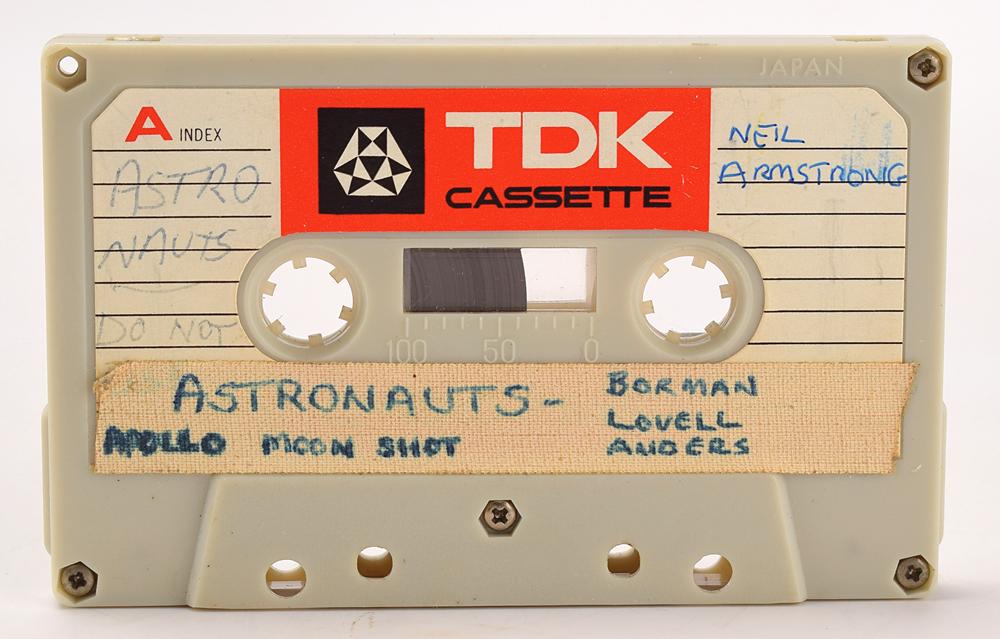 JAPAN
A INDEX
TDK
CASSETTE
NEIL
ARMSTRONG
ASTRO
NAUTS
DO NOT
100 50 0
ASTRONAUTS-
APOLLO MOON SHOT
BORMAN
LOVELL
ANDERS